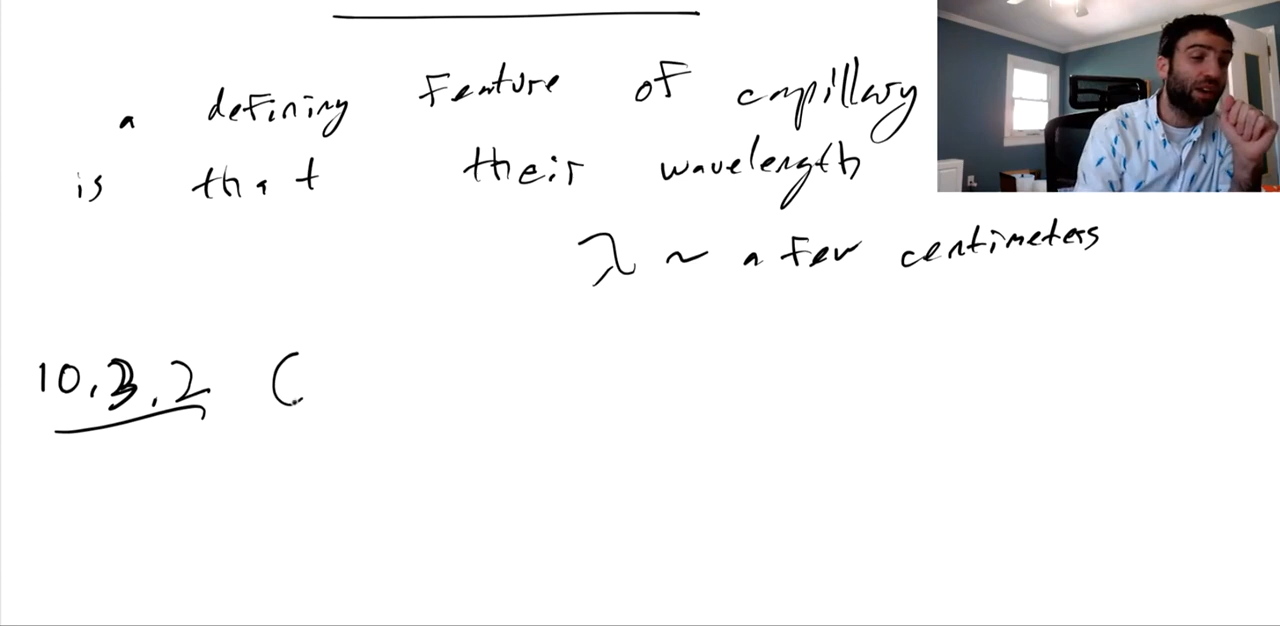 a defining feature of capillary
is that their wavelength
λ ~ a few centimeters
10.3.2 (